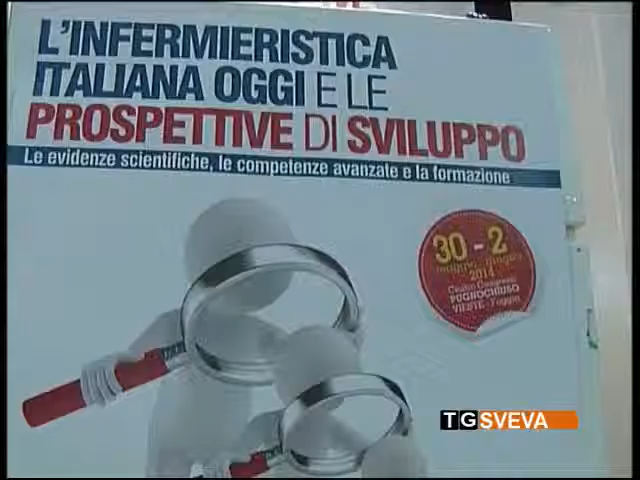 L'INFERMIERISTICA
ITALIANA OGGI E LE
PROSPETTIVE DI SVILUPPO
Le evidenze scientifiche, le competenze avanzate e la formazione
30 - 2
maggio - giugno
2014
Centro Congressi
PUGNOCHIUSO
VIESTE - Foggia
TGSVEVA